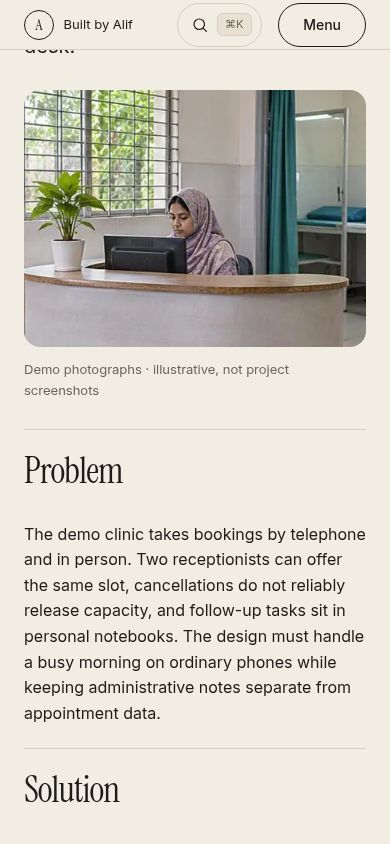 A Built by Alif ⌘K Menu
desk.
Demo photographs · illustrative, not project
screenshots
Problem
The demo clinic takes bookings by telephone
and in person. Two receptionists can offer
the same slot, cancellations do not reliably
release capacity, and follow-up tasks sit in
personal notebooks. The design must handle
a busy morning on ordinary phones while
keeping administrative notes separate from
appointment data.
Solution